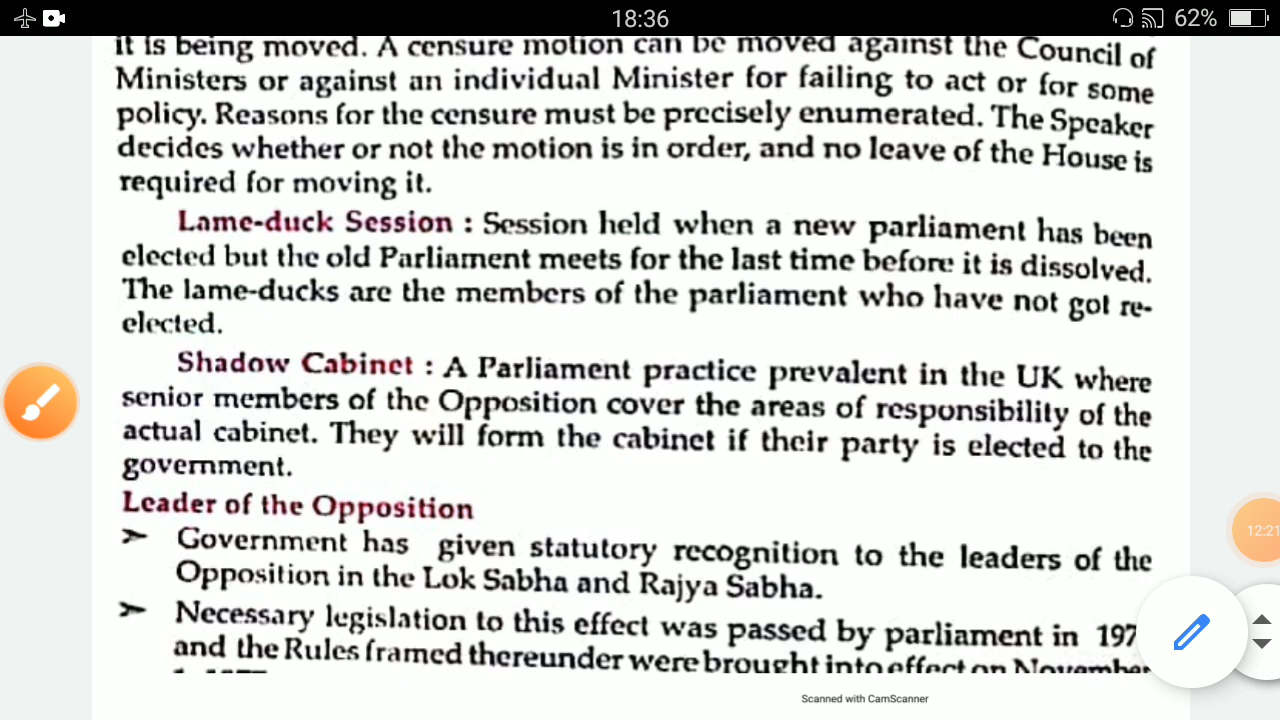 18:36
62%
it is being moved. A censure motion can be moved against the Council of
Ministers or against an individual Minister for failing to act or for some
policy. Reasons for the censure must be precisely enumerated. The Speaker
decides whether or not the motion is in order, and no leave of the House is
required for moving it.
Lame-duck Session : Session held when a new parliament has been
elected but the old Parliament meets for the last time before it is dissolved.
The lame-ducks are the members of the parliament who have not got re-
elected.
Shadow Cabinet : A Parliament practice prevalent in the UK where
senior members of the Opposition cover the areas of responsibility of the
actual cabinet. They will form the cabinet if their party is elected to the
government.
Leader of the Opposition
➢ Government has given statutory recognition to the leaders of the
Opposition in the Lok Sabha and Rajya Sabha.
➢ Necessary legislation to this effect was passed by parliament in 197
and the Rules framed thereunder were brought into effect on November
12:21
Scanned with CamScanner